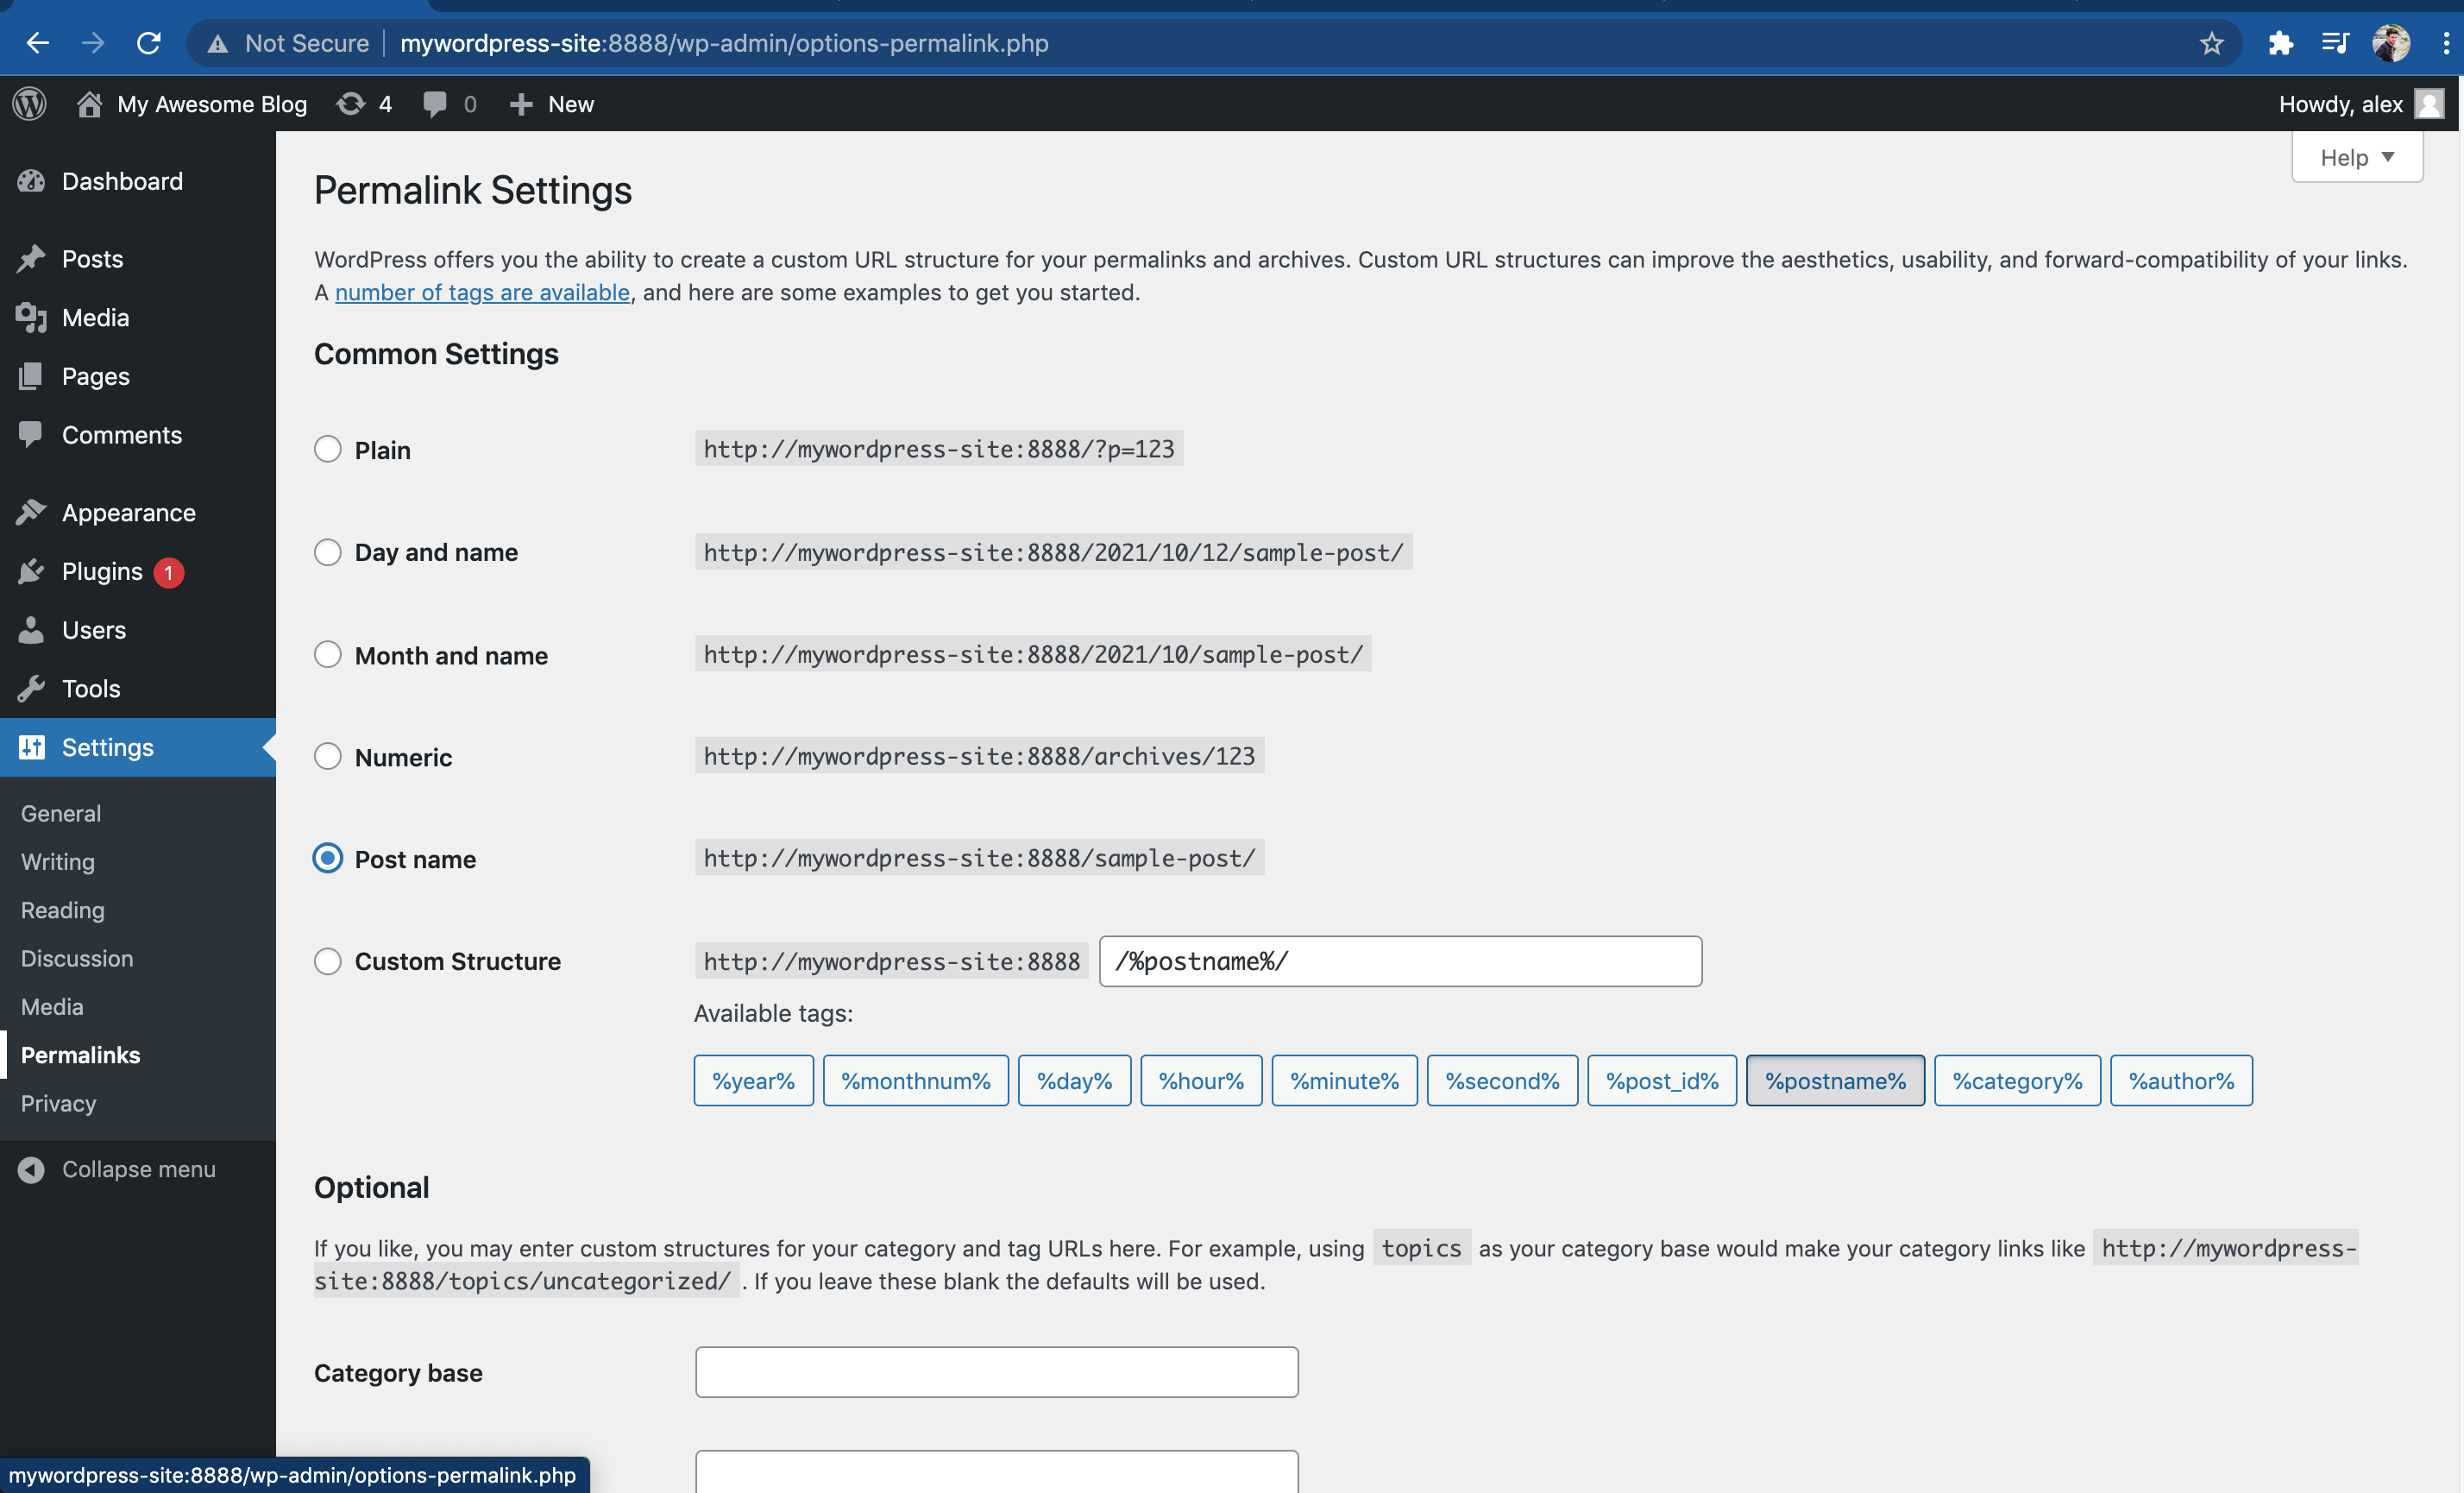 Not Secure mywordpress-site:8888/wp-admin/options-permalink.php
My Awesome Blog 4 0 New Howdy, alex
Help
Dashboard
Posts
Media
Pages
Comments
Appearance
Plugins 1
Users
Tools
Settings
General
Writing
Reading
Discussion
Media
Permalinks
Privacy
Collapse menu
Permalink Settings
WordPress offers you the ability to create a custom URL structure for your permalinks and archives. Custom URL structures can improve the aesthetics, usability, and forward-compatibility of your links.
A number of tags are available, and here are some examples to get you started.
Common Settings
Plain http://mywordpress-site:8888/?p=123
Day and name http://mywordpress-site:8888/2021/10/12/sample-post/
Month and name http://mywordpress-site:8888/2021/10/sample-post/
Numeric http://mywordpress-site:8888/archives/123
Post name http://mywordpress-site:8888/sample-post/
Custom Structure http://mywordpress-site:8888 /%postname%/
Available tags:
%year% %monthnum% %day% %hour% %minute% %second% %post_id% %postname% %category% %author%
Optional
If you like, you may enter custom structures for your category and tag URLs here. For example, using topics as your category base would make your category links like http://mywordpress-
site:8888/topics/uncategorized/ . If you leave these blank the defaults will be used.
Category base
mywordpress-site:8888/wp-admin/options-permalink.php